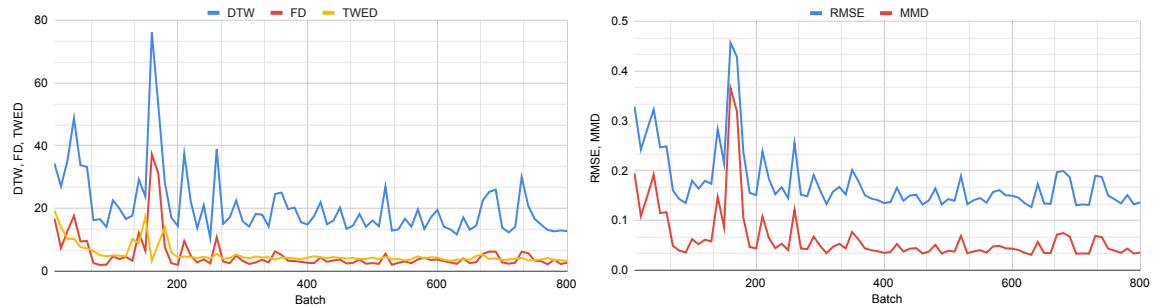 DTW FD TWED
80
60
40
20
0
DTW, FD, TWED
200 400 600 800
Batch
RMSE MMD
0.5
0.4
0.3
0.2
0.1
0.0
RMSE, MMD
200 400 600 800
Batch